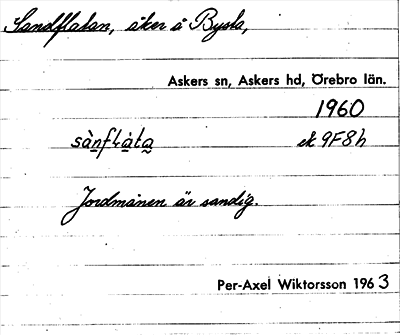 Sandflatan, åker å Bysta,
Askers sn, Askers hd, Örebro län.
1960
sànflàta ek 9F8h
Jordmånen är sandig.
Per-Axel Wiktorsson 1963